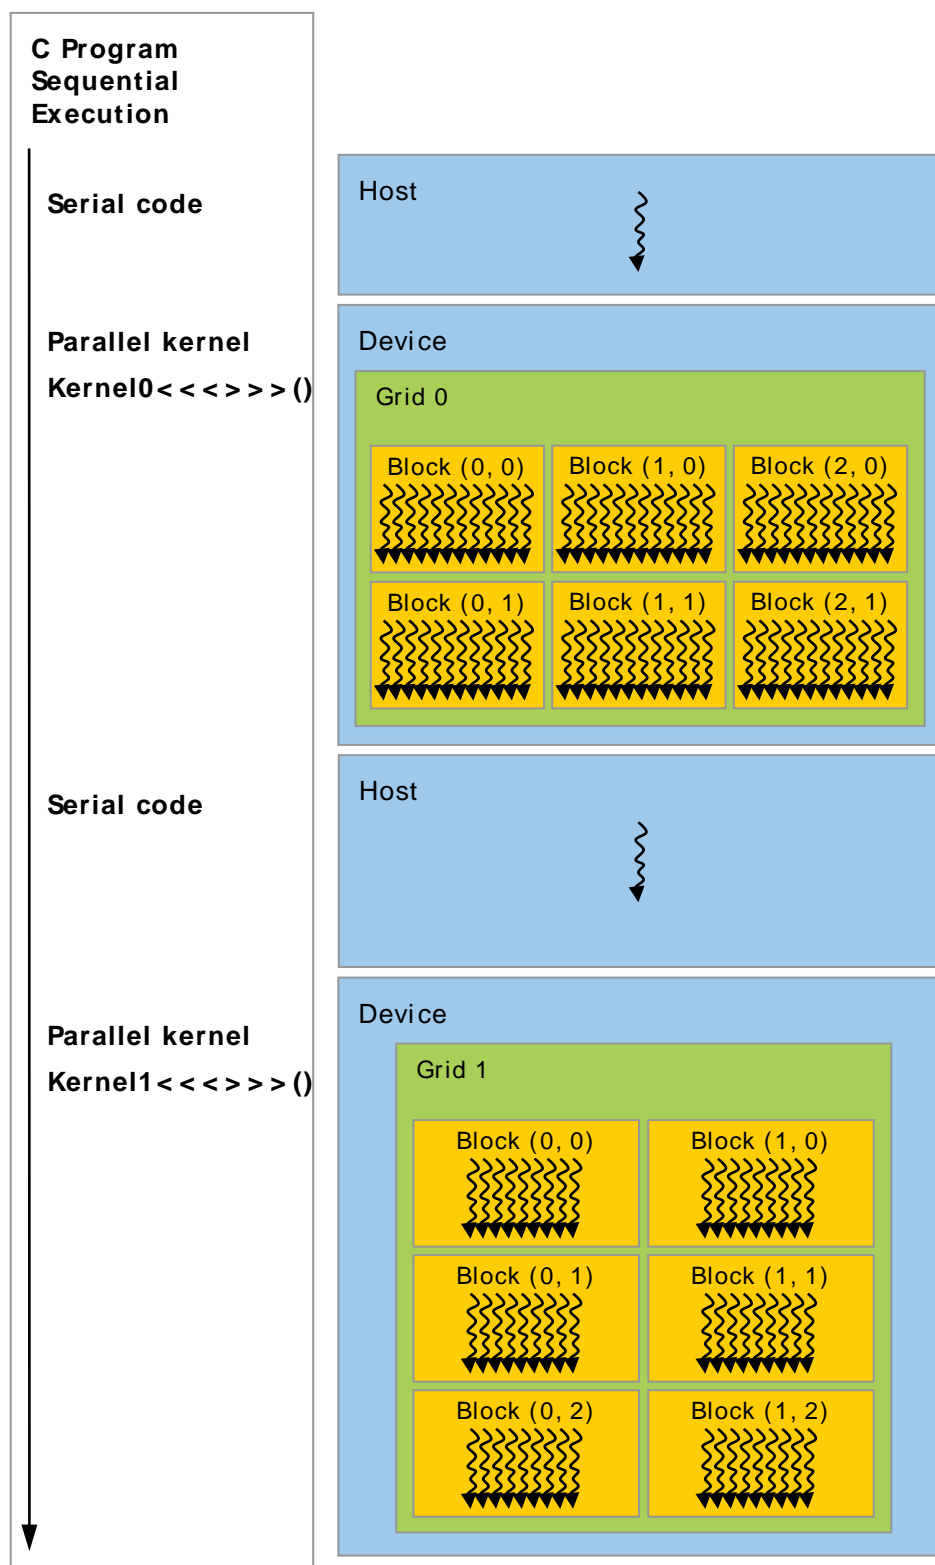 C Program
Sequential
Execution
Serial code
Host
Parallel kernel
Kernel0<<<>>>()
Device
Grid 0
Block (0, 0)
Block (1, 0)
Block (2, 0)
Block (0, 1)
Block (1, 1)
Block (2, 1)
Serial code
Host
Parallel kernel
Kernel1<<<>>>()
Device
Grid 1
Block (0, 0)
Block (1, 0)
Block (0, 1)
Block (1, 1)
Block (0, 2)
Block (1, 2)